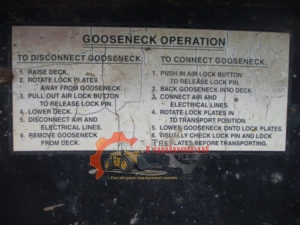 GOOSENECK OPERATION
TO DISCONNECT GOOSENECK:
1. RAISE DECK.
2. ROTATE LOCK PLATES
AWAY FROM GOOSENECK
3. PULL OUT AIR LOCK BUTTON
TO RELEASE LOCK PIN.
4. LOWER DECK.
5. DISCONNECT AIR AND
ELECTRICAL LINES.
6. REMOVE GOOSENECK
FROM DECK.
TO CONNECT GOOSENECK:
1. PUSH IN AIR LOCK BUTTON
TO RELEASE LOCK PIN.
2. BACK GOOSENECK INTO DECK.
3. CONNECT AIR AND
ELECTRICAL LINES.
4. ROTATE LOCK PLATES IN
TO TRANSPORT POSITION.
5. LOWER GOOSENECK ONTO LOCK PLATES.
6. VISUALLY CHECK LOCK PIN AND LOCK
PLATES BEFORE TRANSPORTING.
THE